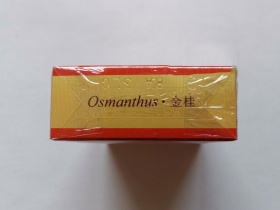 Osmanthus · 金桂